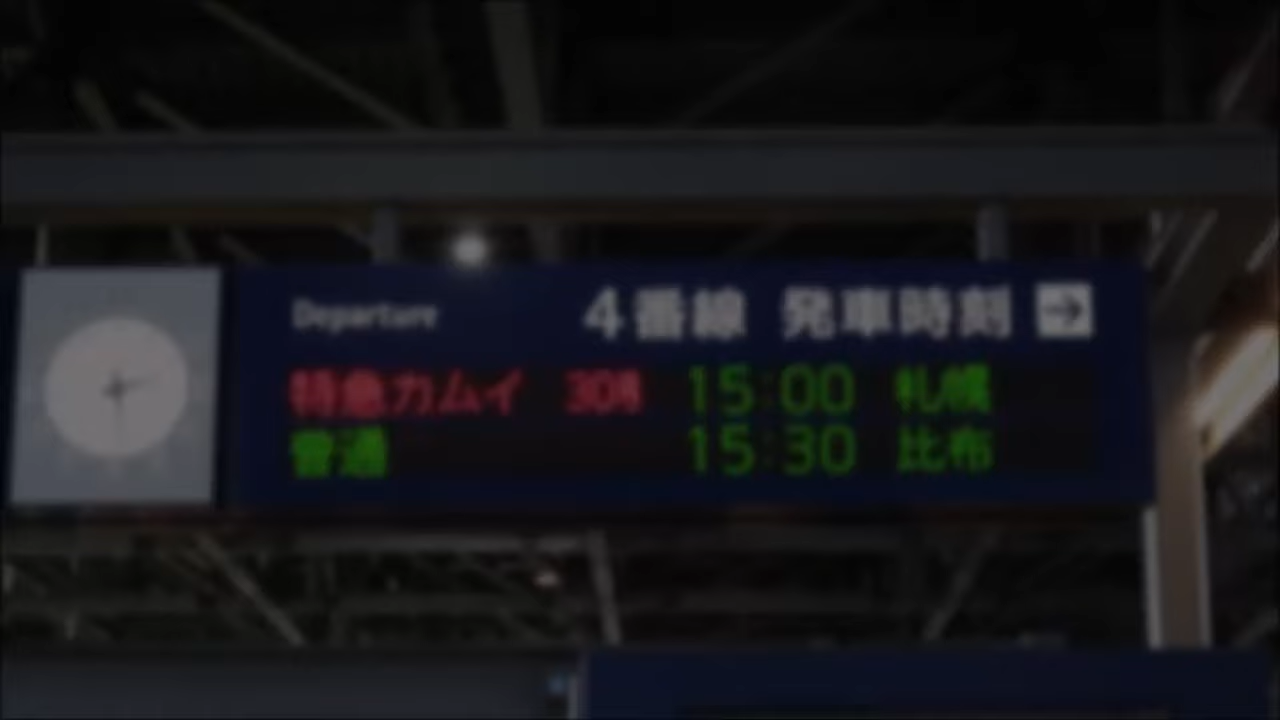 Departure 4番線 発車時刻 →
特急カムイ 30号 15:00 札幌
普通 15:30 比布